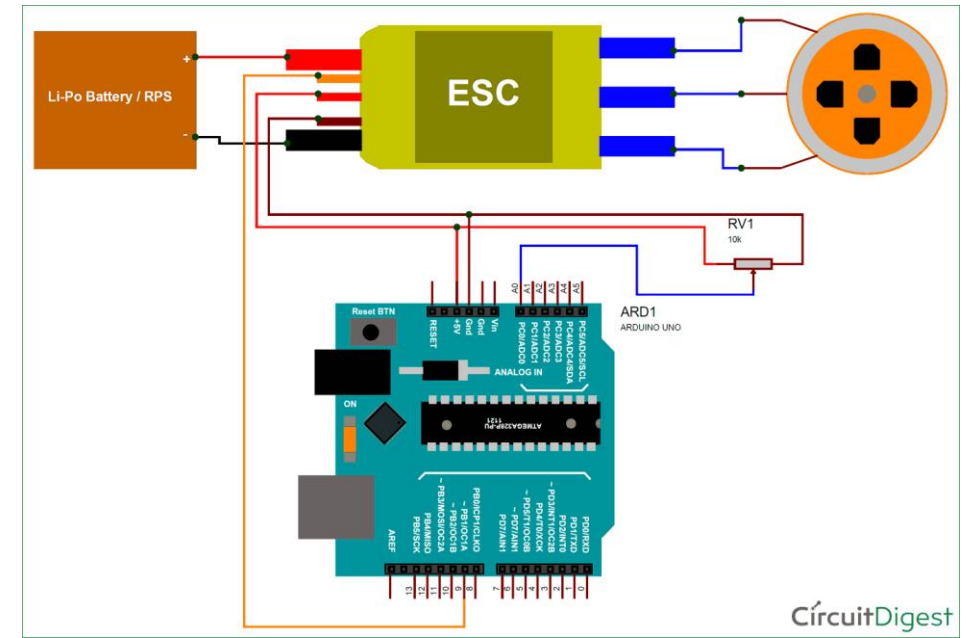 Li-Po Battery / RPS
+
-
ESC
RV1
10k
ARD1
ARDUINO UNO
A0
A1
A2
A3
A4
A5
Reset BTN
RESET
+5V
Gnd
Gnd
Vin
PC0/ADC0
PC1/ADC1
PC2/ADC2
PC3/ADC3
PC4/ADC4/SDA
PC5/ADC5/SCL
ANALOG IN
ON
ATMEGA328P-PU
1121
AREF
PB5/SCK
PB4/MISO
~ PB3/MOSI/OC2A
~ PB2/OC1B
~ PB1/OC1A
PB0/ICP1/CLKO
PD7/AIN1
~ PD7/AIN1
~ PD5/T1/OC0B
PD4/T0/XCK
~ PD3/INT1/OC2B
PD2/INT0
PD1/TXD
PD0/RXD
13
12
11
10
9
8
7
6
5
4
3
2
1
0
CircuitDigest